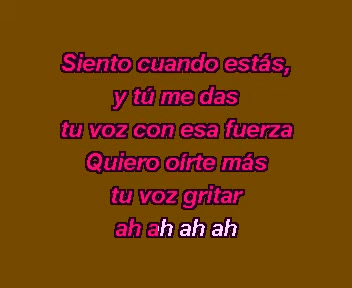 Siento cuando estás,
y tú me das
tu voz con esa fuerza
Quiero oírte más
tu voz gritar
ah ah ah ah